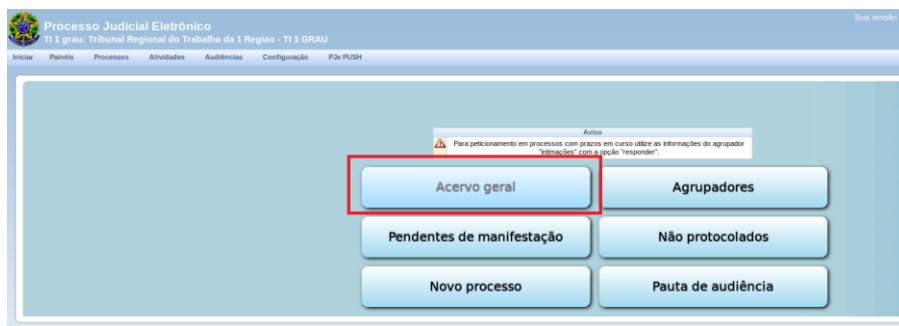 Processo Judicial Eletrônico
Sua sessão
TI 1 grau: Tribunal Regional do Trabalho da 1 Regiao - TI 1 GRAU
Iniciar Painéis Processos Atividades Audiências Configuração PJe PUSH
Aviso
Para peticionamento em processos com prazos em curso utilize as informações do agrupador
"intimações" com a opção "responder".
Acervo geral
Agrupadores
Pendentes de manifestação
Não protocolados
Novo processo
Pauta de audiência